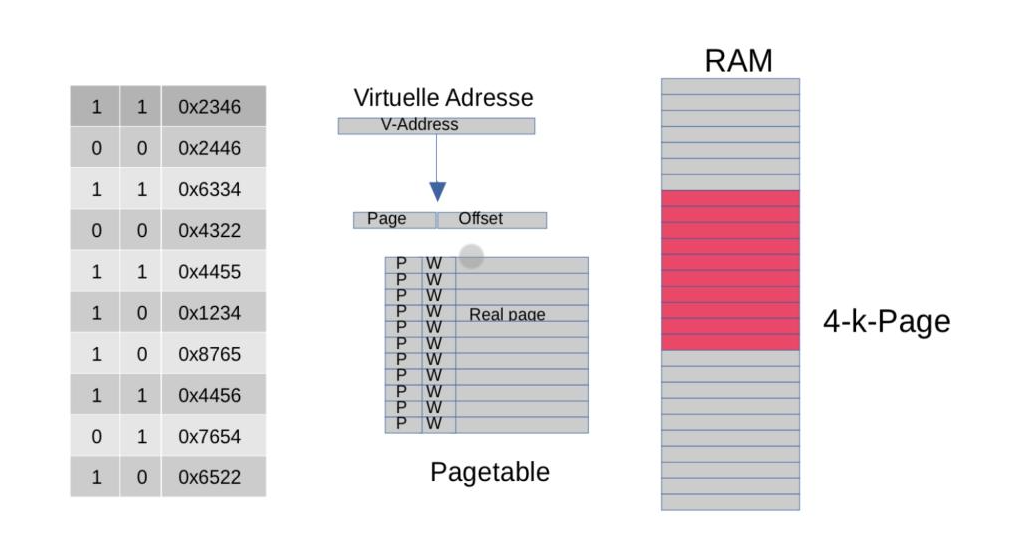 1 1 0x2346
0 0 0x2446
1 1 0x6334
0 0 0x4322
1 1 0x4455
1 0 0x1234
1 0 0x8765
1 1 0x4456
0 1 0x7654
1 0 0x6522
Virtuelle Adresse
V-Address
Page Offset
P W
P W
P W
P W Real page
P W
P W
P W
P W
P W
P W
P W
Pagetable
RAM
4-k-Page